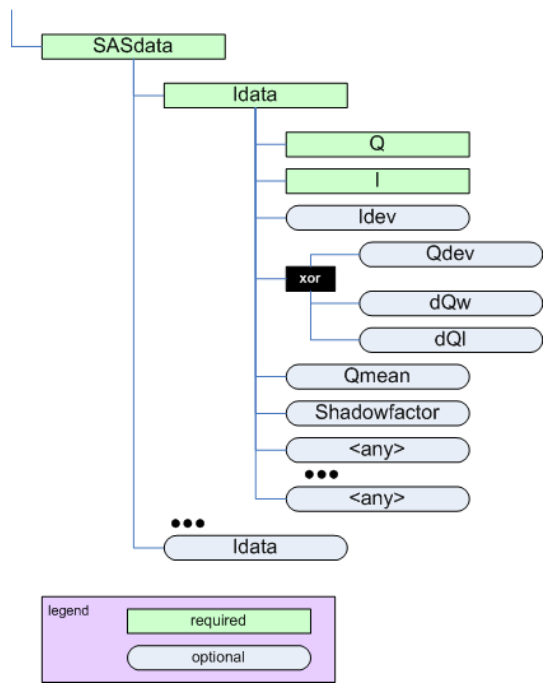 SASdata
Idata
Q
I
Idev
Qdev
xor
dQw
dQl
Qmean
Shadowfactor
<any>
<any>
Idata
legend
required
optional